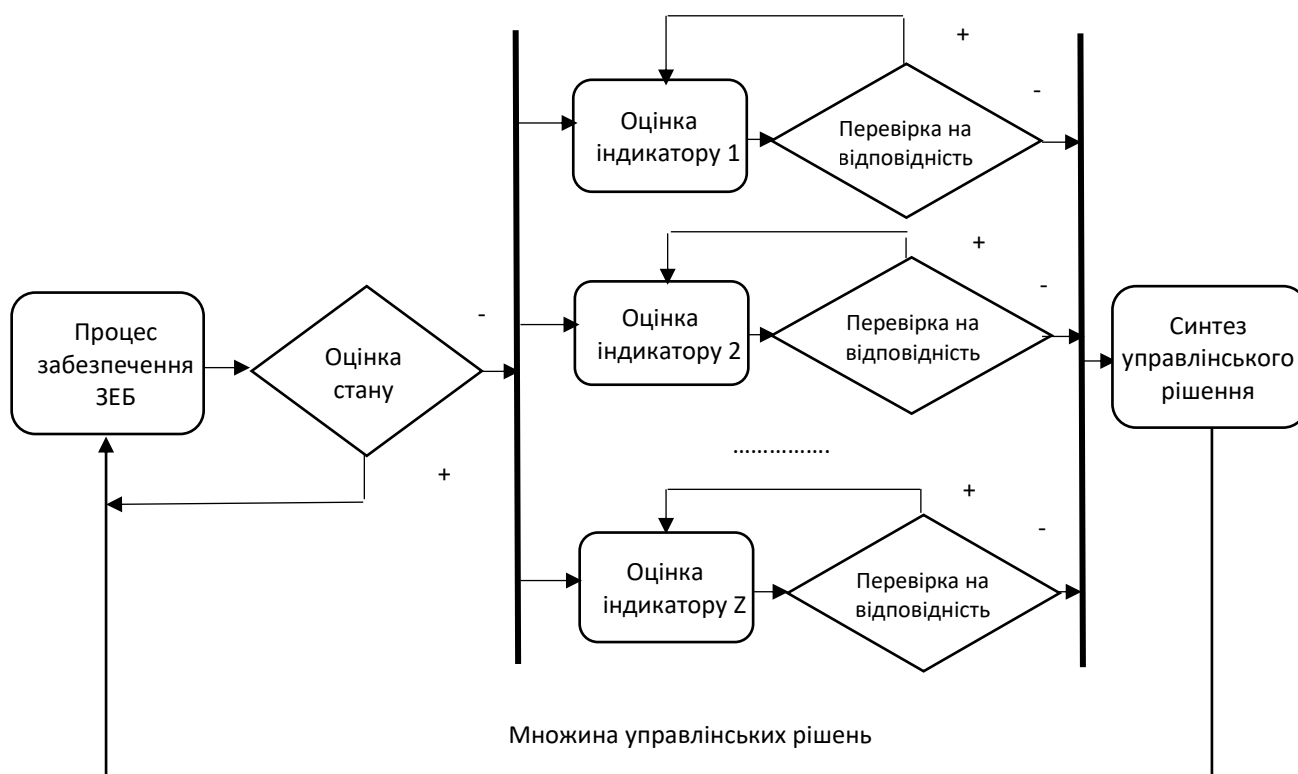 Процес
забезпечення
ЗЕБ
Оцінка
стану
-
+
Оцінка
індикатору 1
Перевірка на
відповідність
+
-
Оцінка
індикатору 2
Перевірка на
відповідність
+
-
................
Оцінка
індикатору Z
Перевірка на
відповідність
+
-
Синтез
управлінського
рішення
Множина управлінських рішень